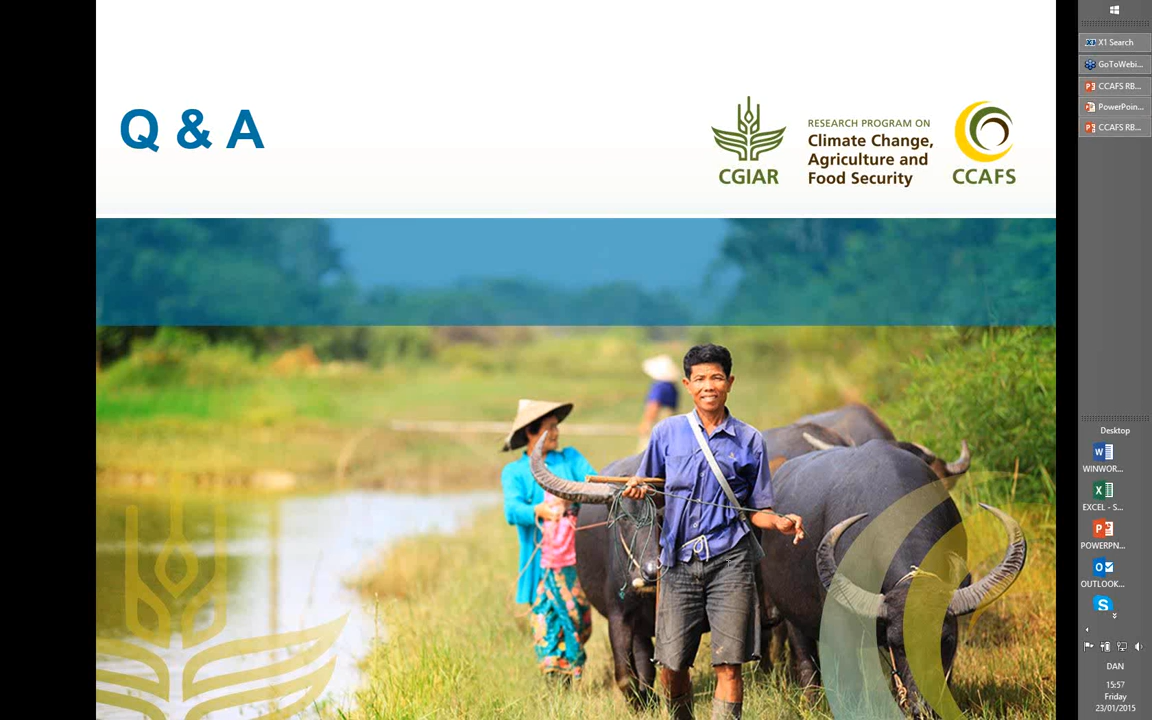 Q & A
CGIAR
RESEARCH PROGRAM ON
Climate Change,
Agriculture and
Food Security
CCAFS
X1 Search
GoToWebi...
CCAFS RB...
PowerPoin...
CCAFS RB...
Desktop
WINWOR...
EXCEL - S...
POWERPN...
OUTLOOK...
DAN
15:57
Friday
23/01/2015